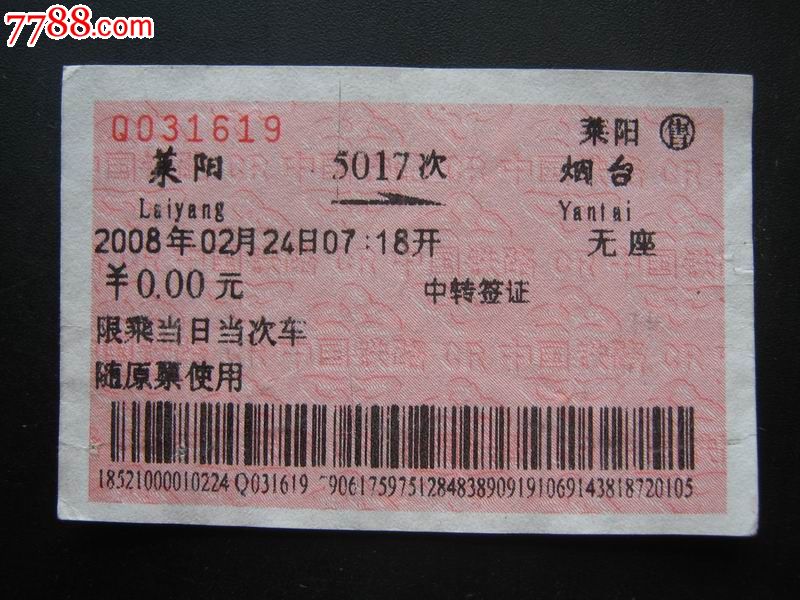 7788.com
Q031619 莱阳 售
莱阳 5017次 烟台
Laiyang Yantai
2008年02月24日07:18开 无座
￥0.00元 中转签证
限乘当日当次车
随原票使用
18521000010224 Q031619 7906175975128483890919106914381872​0105